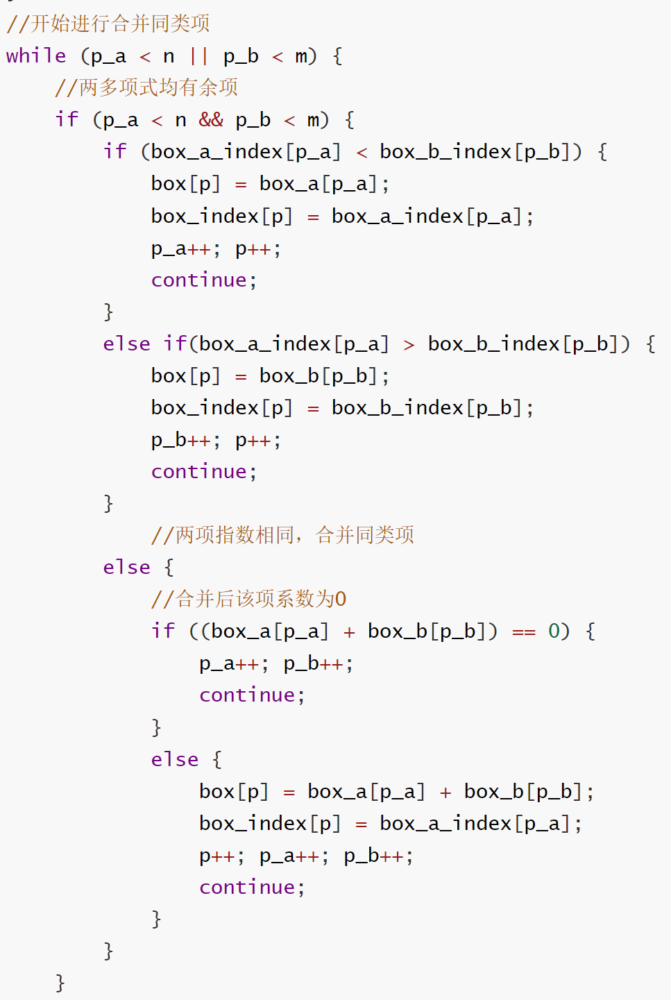 //开始进行合并同类项
while (p_a < n || p_b < m) {
    //两多项式均有余项
    if (p_a < n && p_b < m) {
        if (box_a_index[p_a] < box_b_index[p_b]) {
            box[p] = box_a[p_a];
            box_index[p] = box_a_index[p_a];
            p_a++; p++;
            continue;
        }
        else if(box_a_index[p_a] > box_b_index[p_b]) {
            box[p] = box_b[p_b];
            box_index[p] = box_b_index[p_b];
            p_b++; p++;
            continue;
        }
            //两项指数相同，合并同类项
        else {
            //合并后该项系数为0
            if ((box_a[p_a] + box_b[p_b]) == 0) {
                p_a++; p_b++;
                continue;
            }
            else {
                box[p] = box_a[p_a] + box_b[p_b];
                box_index[p] = box_a_index[p_a];
                p++; p_a++; p_b++;
                continue;
            }
        }
    }